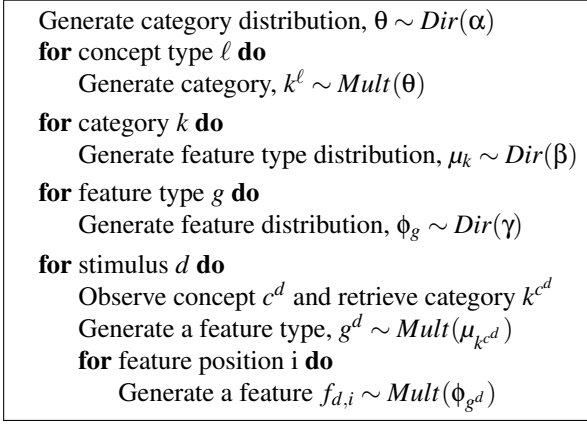 Generate category distribution, θ ∼ Dir(α)
for concept type ℓ do
Generate category, k^ℓ ∼ Mult(θ)
for category k do
Generate feature type distribution, μ_k ∼ Dir(β)
for feature type g do
Generate feature distribution, ϕ_g ∼ Dir(γ)
for stimulus d do
Observe concept c^d and retrieve category k^{c^d}
Generate a feature type, g^d ∼ Mult(μ_{k^{c^d}})
for feature position i do
Generate a feature f_{d,i} ∼ Mult(ϕ_{g^d})